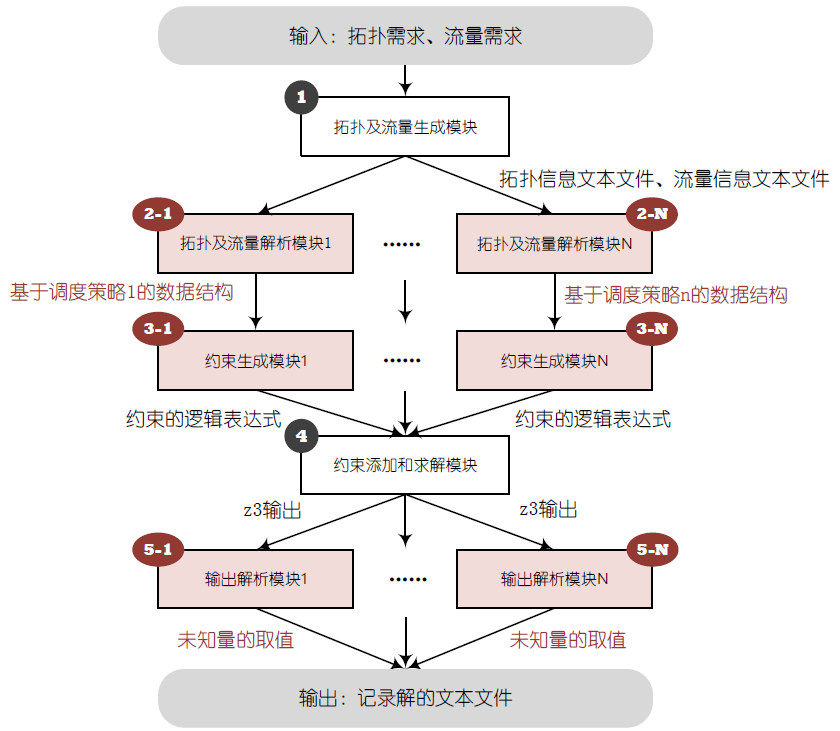 输入：拓扑需求、流量需求
1
拓扑及流量生成模块
拓扑信息文本文件、流量信息文本文件
2-1
2-N
拓扑及流量解析模块1
······
拓扑及流量解析模块N
基于调度策略1的数据结构
基于调度策略n的数据结构
3-1
3-N
约束生成模块1
······
约束生成模块N
约束的逻辑表达式
约束的逻辑表达式
4
约束添加和求解模块
z3输出
z3输出
5-1
5-N
输出解析模块1
······
输出解析模块N
未知量的取值
未知量的取值
输出：记录解的文本文件